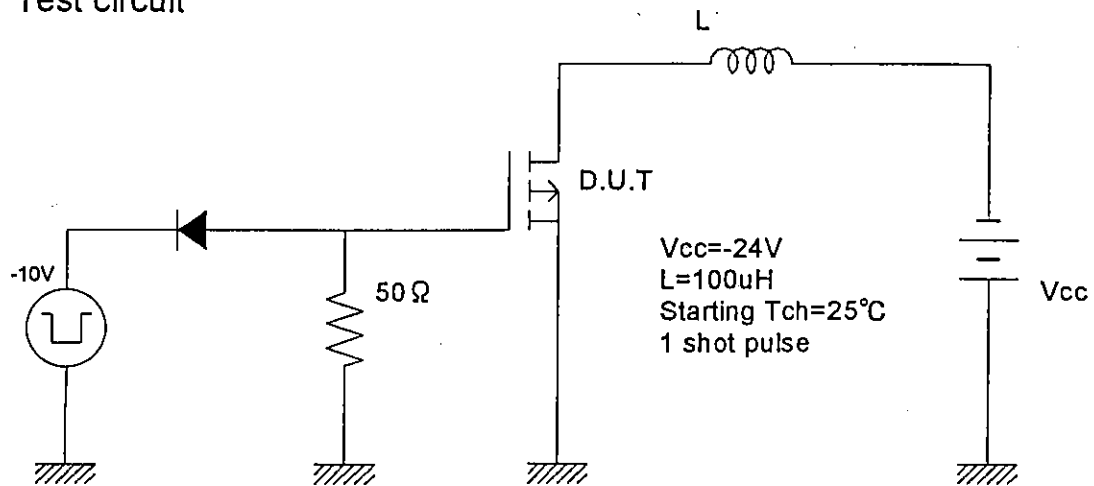 Test circuit
L
D.U.T
-10V
50Ω
Vcc=-24V
L=100uH
Starting Tch=25℃
1 shot pulse
Vcc